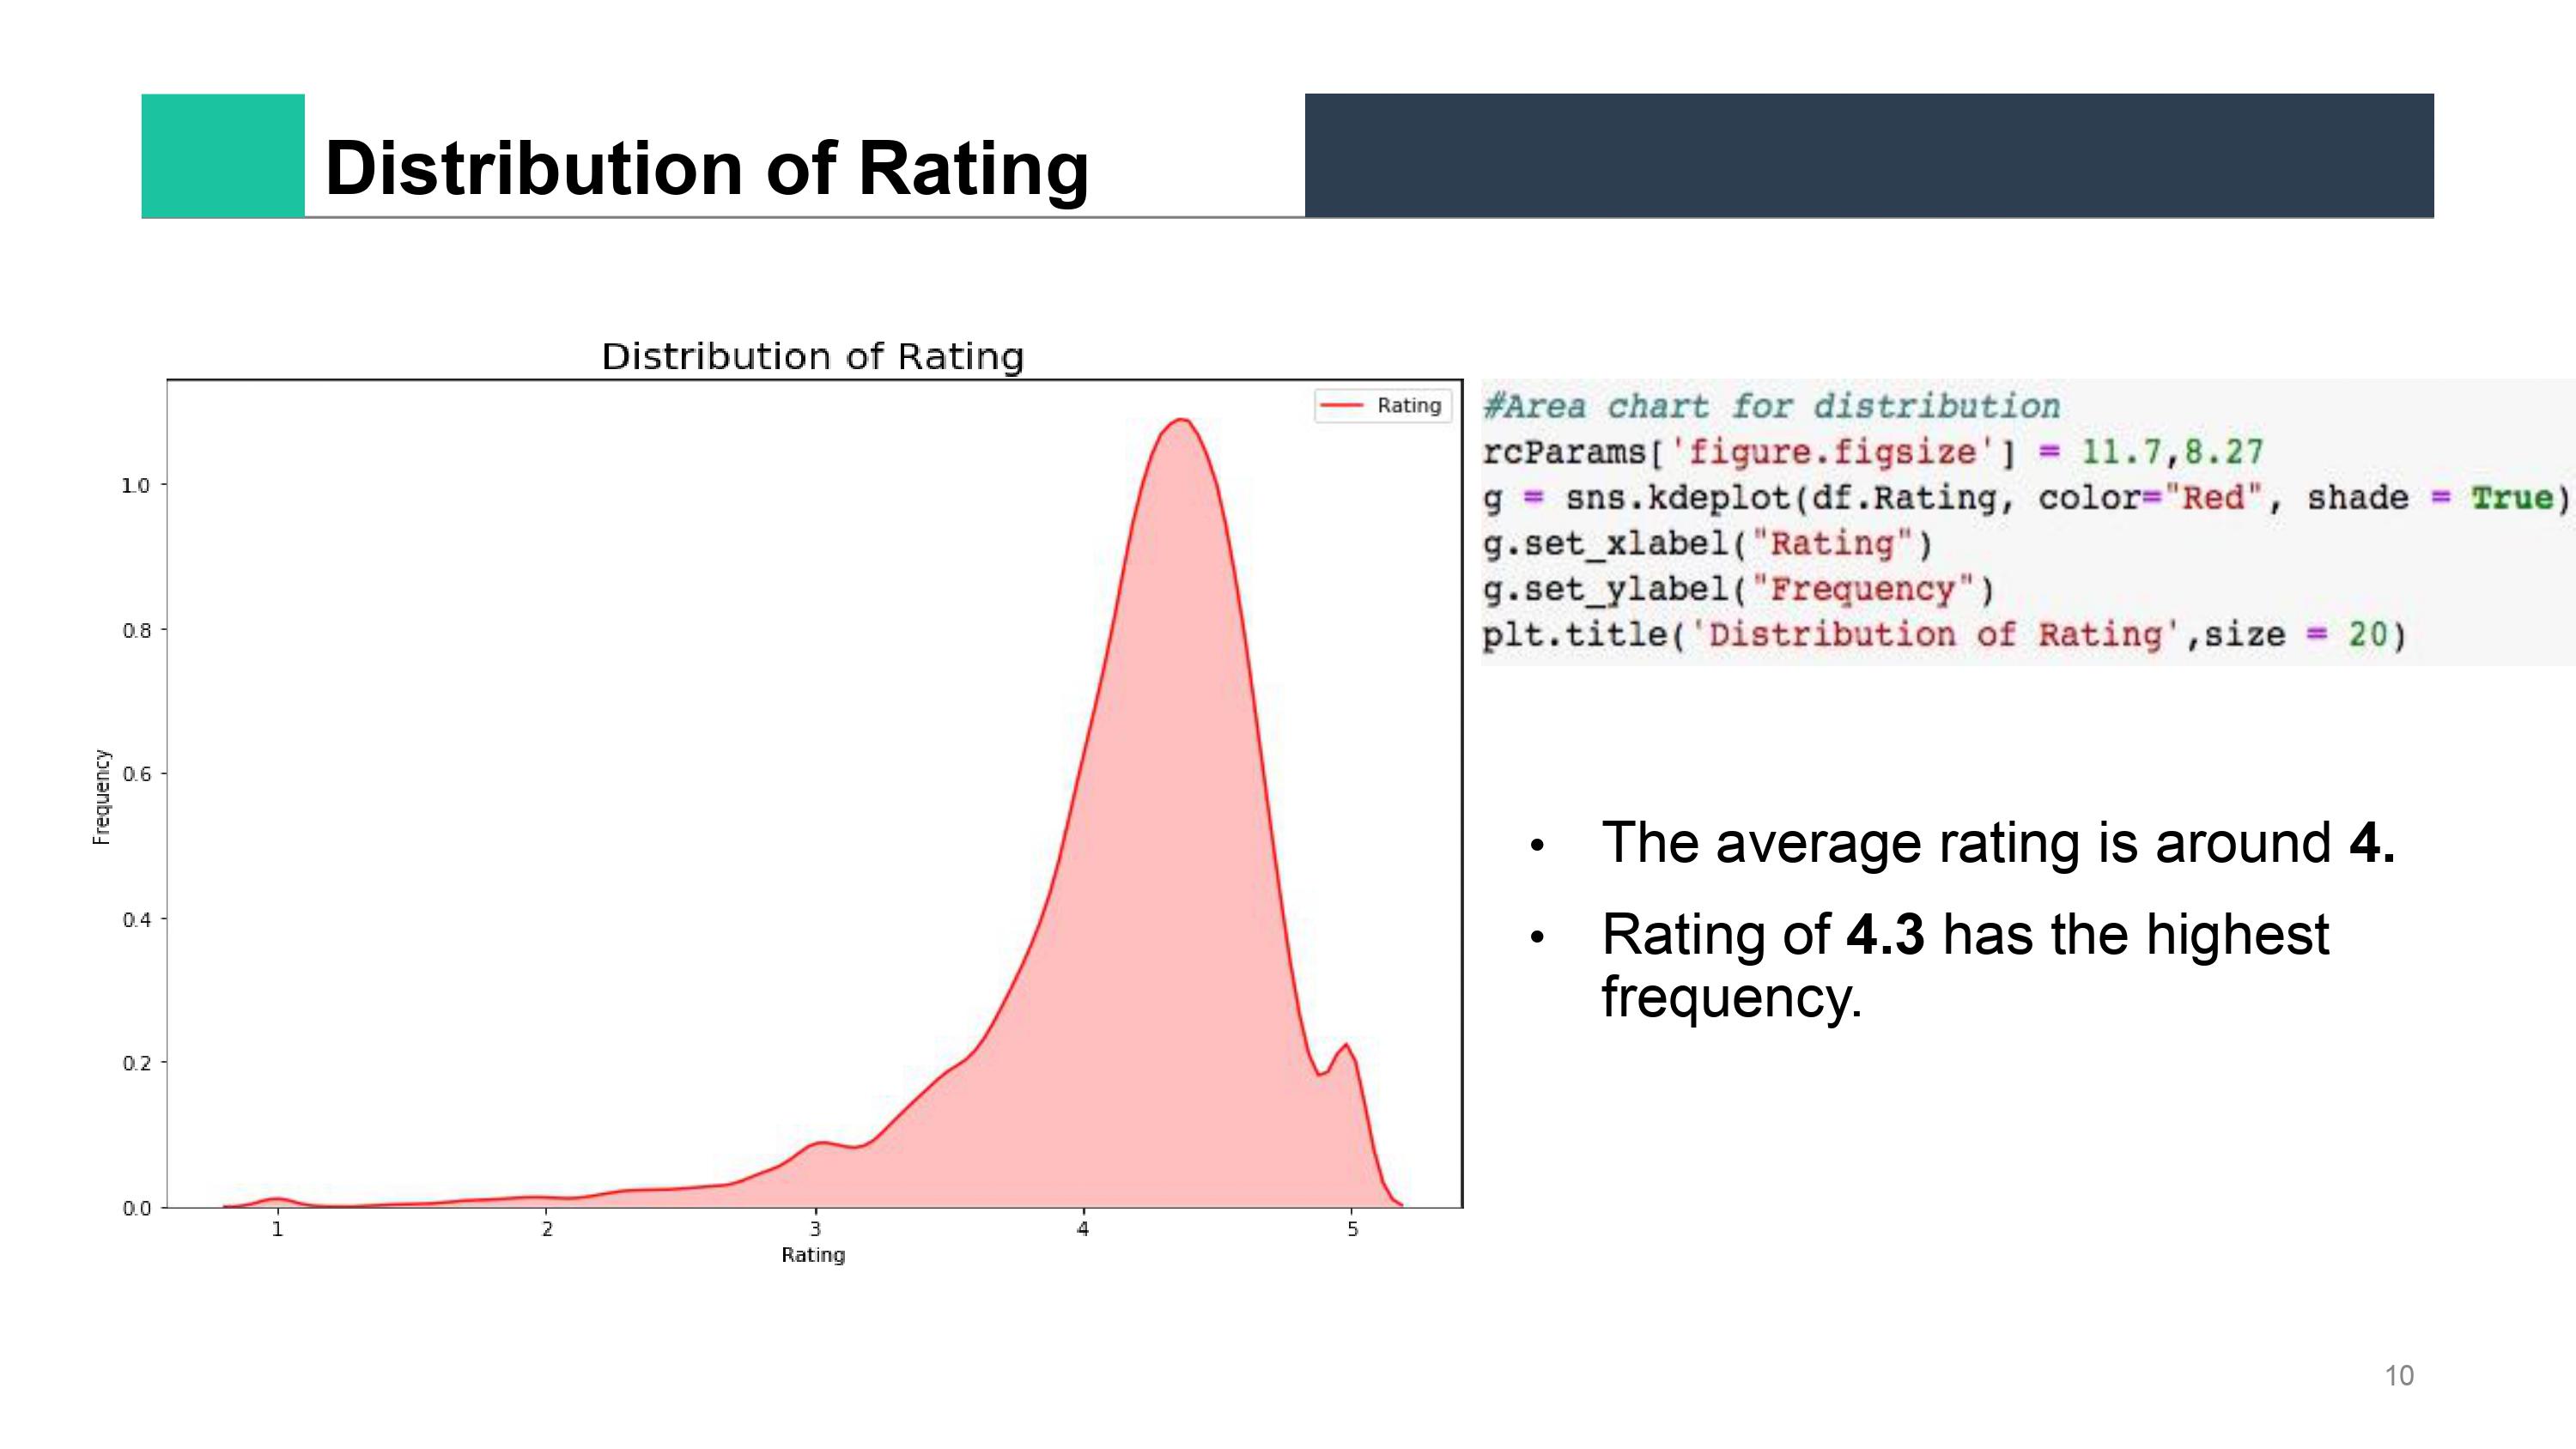 Distribution of Rating
Distribution of Rating
Rating
1.0
0.8
0.6
0.4
0.2
0.0
Frequency
1 2 3 4 5
Rating
#Area chart for distribution
rcParams['figure.figsize'] = 11.7,8.27
g = sns.kdeplot(df.Rating, color="Red", shade = True)
g.set_xlabel("Rating")
g.set_ylabel("Frequency")
plt.title('Distribution of Rating',size = 20)
• The average rating is around 4.
• Rating of 4.3 has the highest
frequency.
10